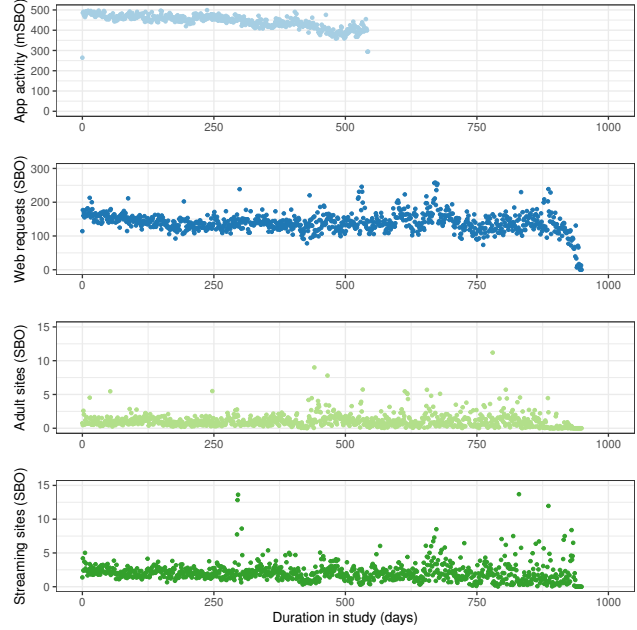 App activity (mSBO)
500
400
300
200
100
0
0 250 500 750 1000
Web requests (SBO)
300
200
100
0
0 250 500 750 1000
Adult sites (SBO)
15
10
5
0
0 250 500 750 1000
Streaming sites (SBO)
15
10
5
0
0 250 500 750 1000
Duration in study (days)